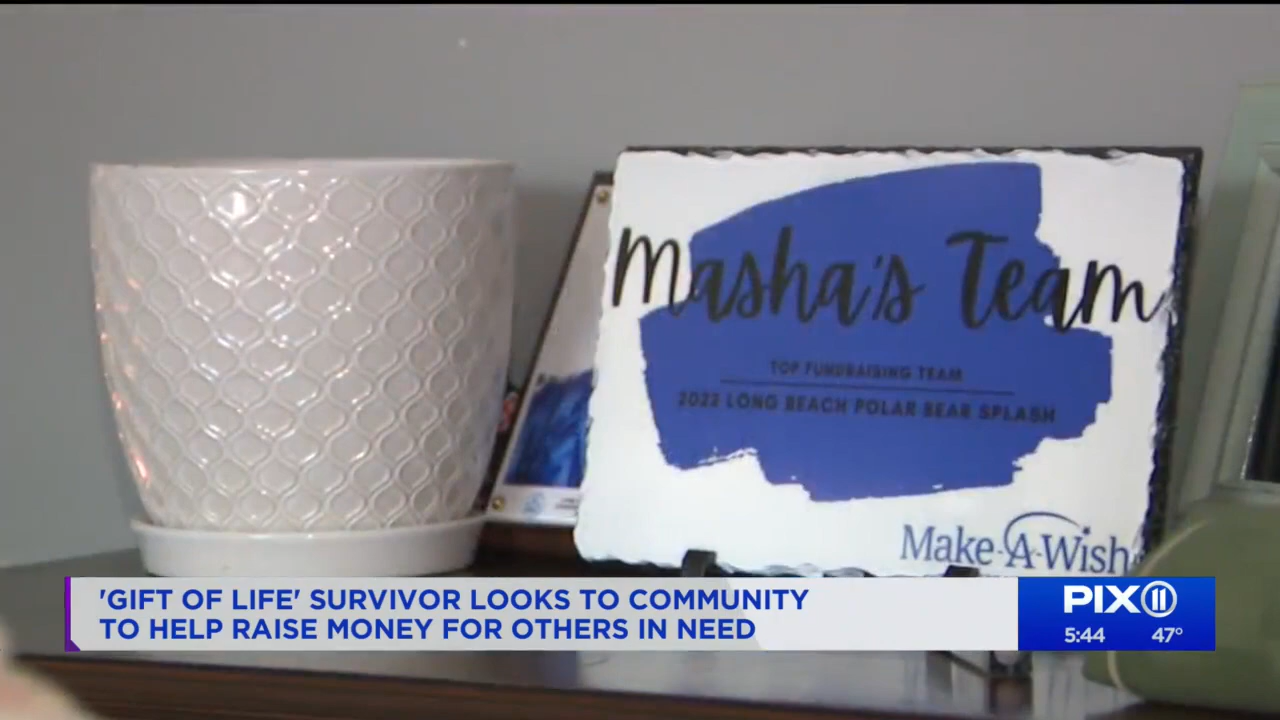 Masha's Team
TOP FUNDRAISING TEAM
2022 LONG BEACH POLAR BEAR SPLASH
Make-A-Wish
'GIFT OF LIFE' SURVIVOR LOOKS TO COMMUNITY
TO HELP RAISE MONEY FOR OTHERS IN NEED
PIX11
5:44 47°